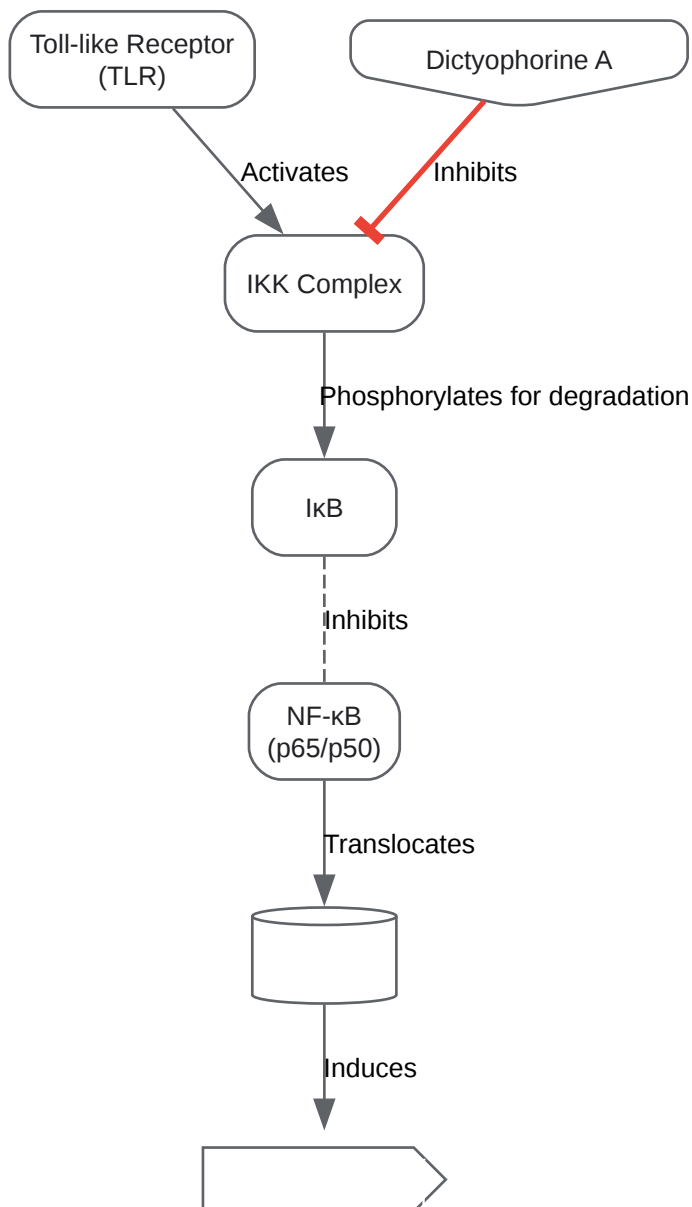 Toll-like Receptor
(TLR)
Dictyophorine A
Activates
Inhibits
IKK Complex
Phosphorylates for degradation
IκB
Inhibits
NF-κB
(p65/p50)
Translocates
Induces